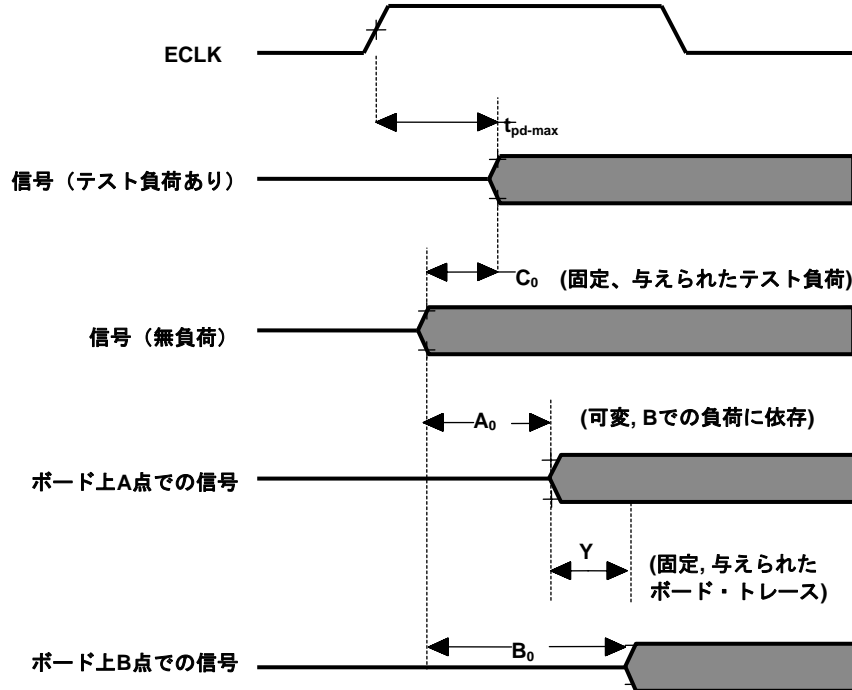 ECLK
tpd-max
信号（テスト負荷あり）
C0 (固定、与えられたテスト負荷)
信号（無負荷）
A0 (可変, Bでの負荷に依存)
ボード上A点での信号
Y (固定, 与えられた
ボード・トレース)
B0
ボード上B点での信号